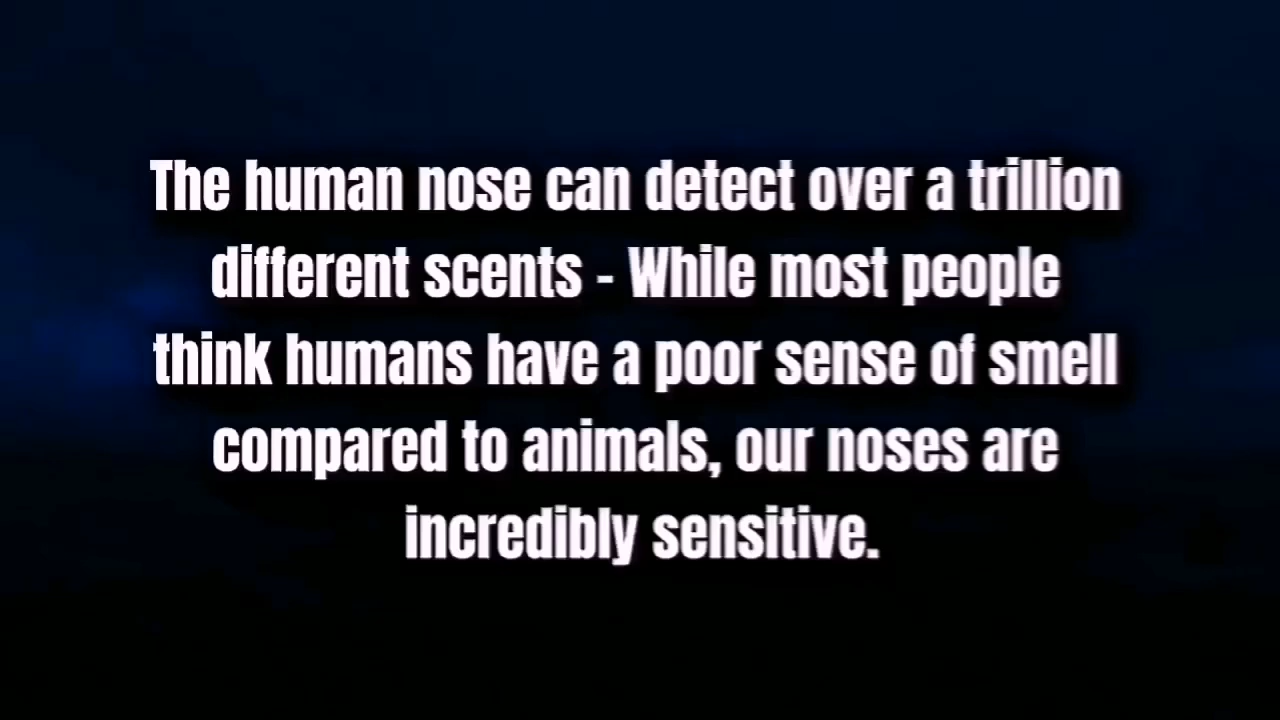 The human nose can detect over a trillion
different scents - While most people
think humans have a poor sense of smell
compared to animals, our noses are
incredibly sensitive.